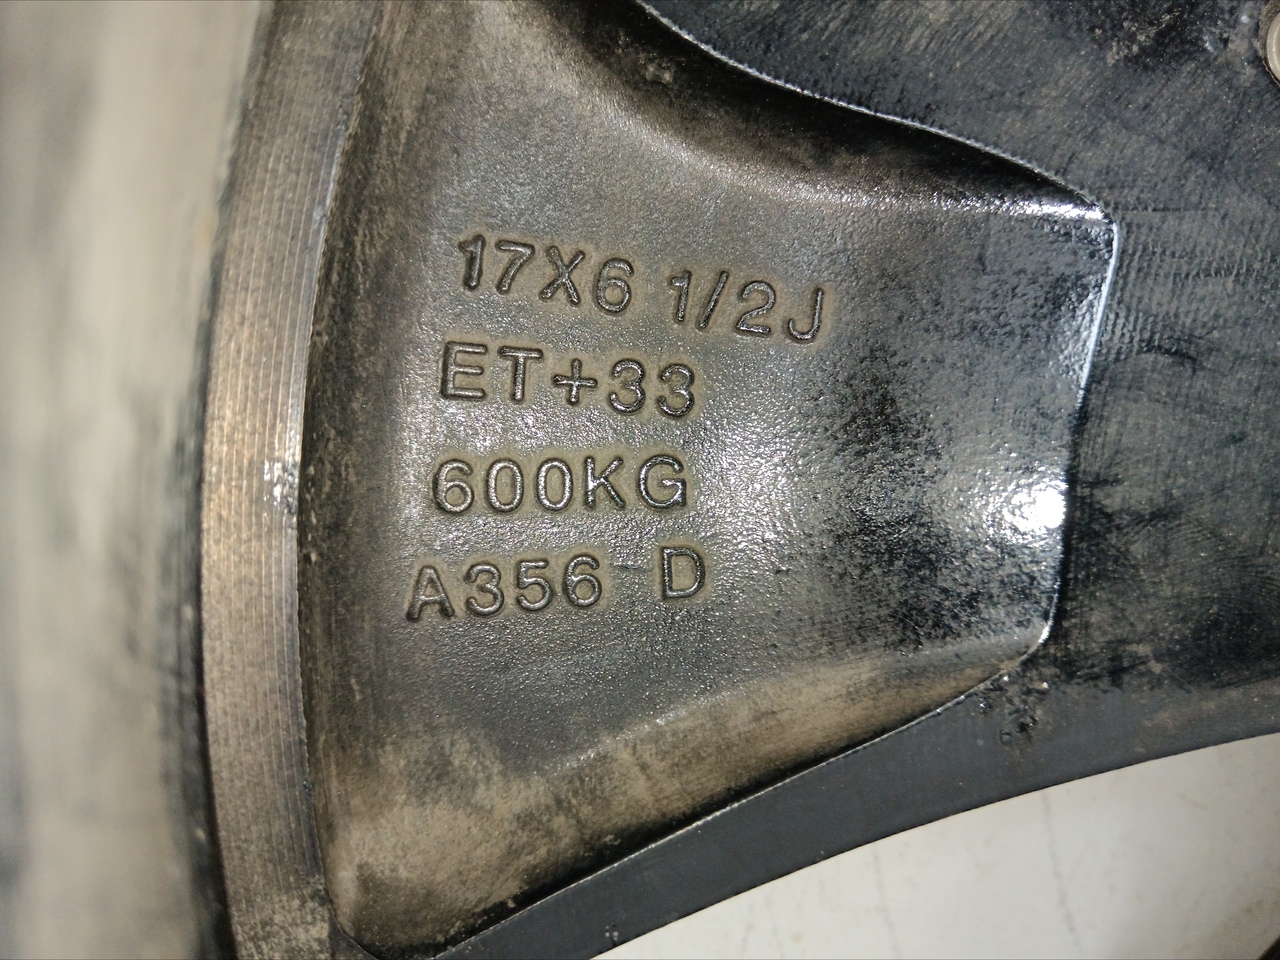 17X6 1/2J
ET+33
600KG
A356 D